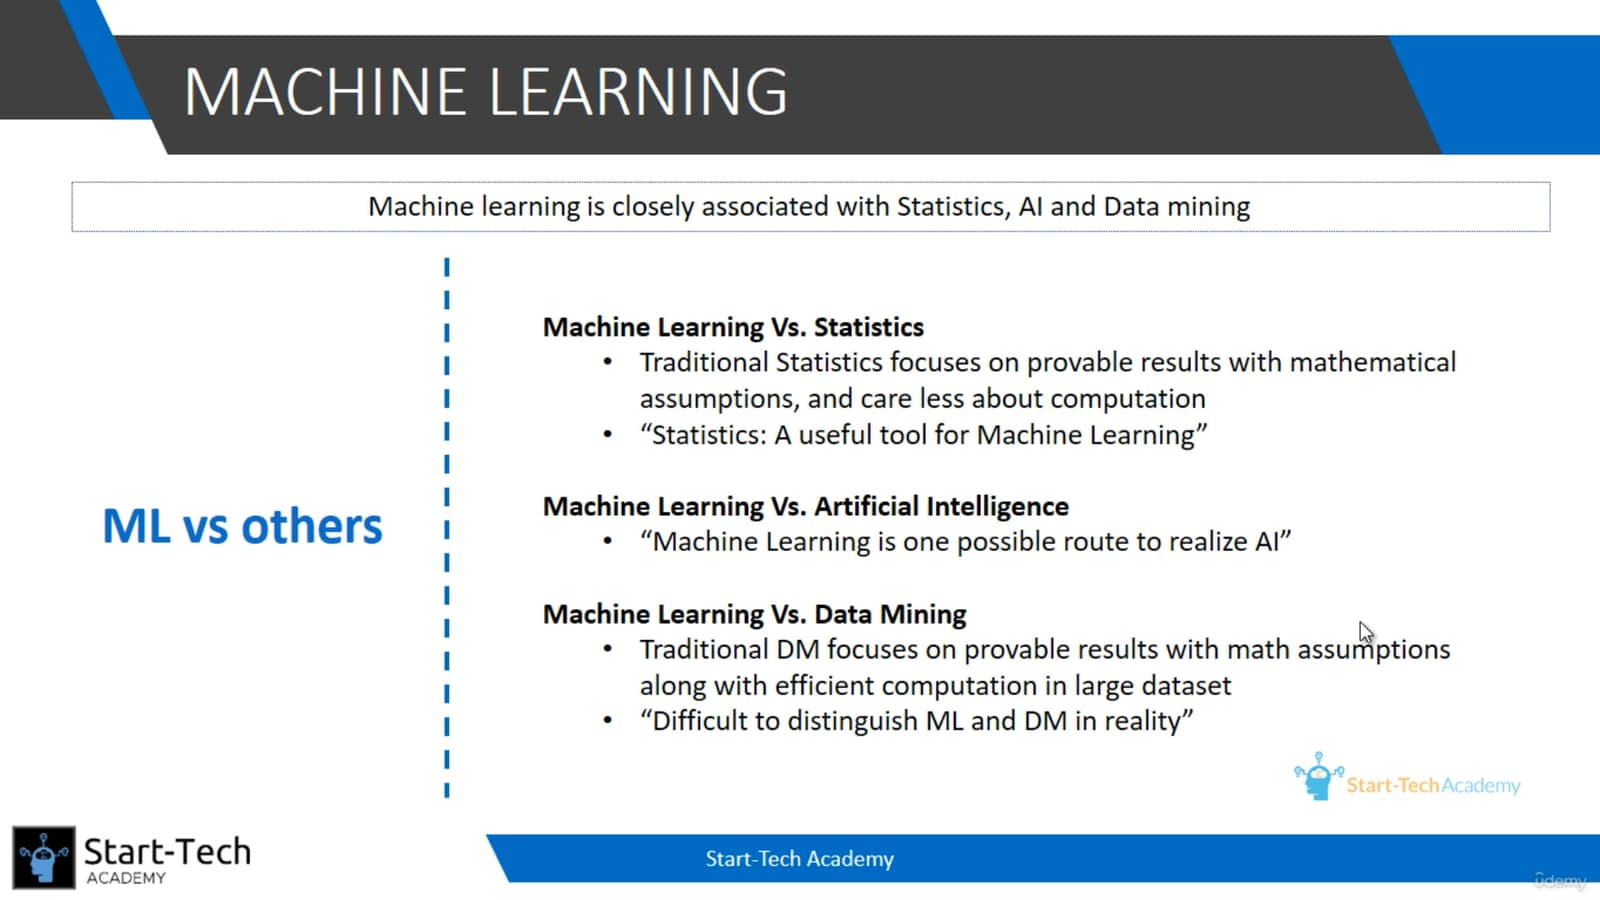 MACHINE LEARNING
Machine learning is closely associated with Statistics, AI and Data mining
ML vs others
Machine Learning Vs. Statistics
• Traditional Statistics focuses on provable results with mathematical
assumptions, and care less about computation
• “Statistics: A useful tool for Machine Learning”
Machine Learning Vs. Artificial Intelligence
• “Machine Learning is one possible route to realize AI”
Machine Learning Vs. Data Mining
• Traditional DM focuses on provable results with math assumptions
along with efficient computation in large dataset
• “Difficult to distinguish ML and DM in reality”
Start-Tech Academy
Start-Tech
ACADEMY
Start-Tech Academy
udemy